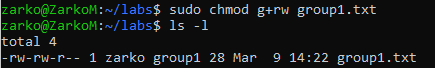 zarko@ZarkoM:~/labs$ sudo chmod g+rw group1.txt
zarko@ZarkoM:~/labs$ ls -l
total 4
-rw-rw-r-- 1 zarko group1 28 Mar  9 14:22 group1.txt